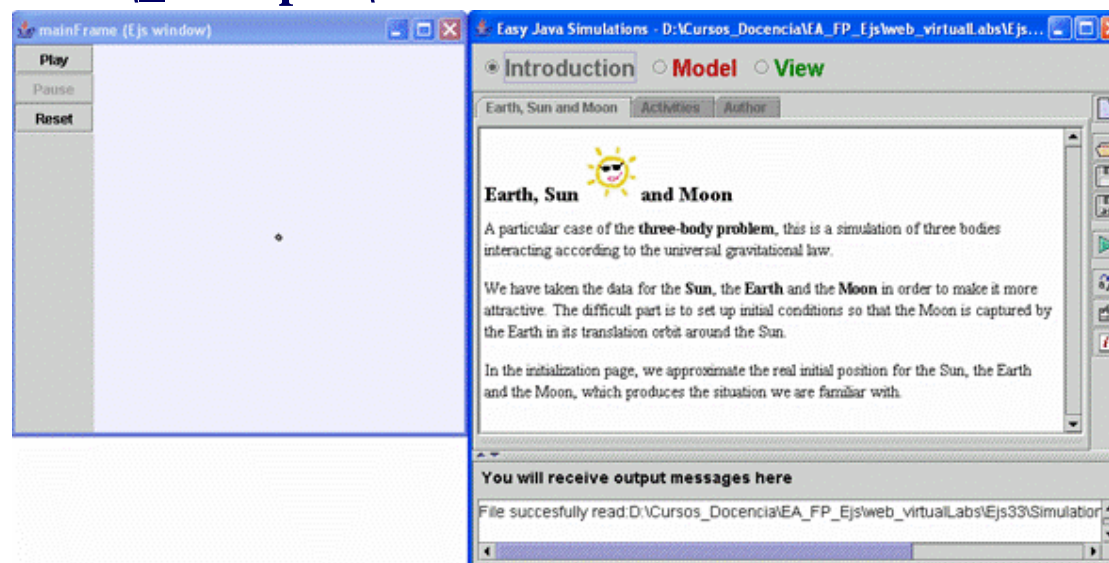 mainFrame (Ejs window)
Play
Pause
Reset
Easy Java Simulations - D:\Cursos_Docencia\EA_FP_Ejs\web_virtualLabs\Ejs...
Introduction Model View
Earth, Sun and Moon Activities Author
Earth, Sun and Moon
A particular case of the three-body problem, this is a simulation of three bodies
interacting according to the universal gravitational law.
We have taken the data for the Sun, the Earth and the Moon in order to make it more
attractive. The difficult part is to set up initial conditions so that the Moon is captured by
the Earth in its translation orbit around the Sun.
In the initialization page, we approximate the real initial position for the Sun, the Earth
and the Moon, which produces the situation we are familiar with.
You will receive output messages here
File succesfully read:D:\Cursos_Docencia\EA_FP_Ejs\web_virtualLabs\Ejs33\Simulation